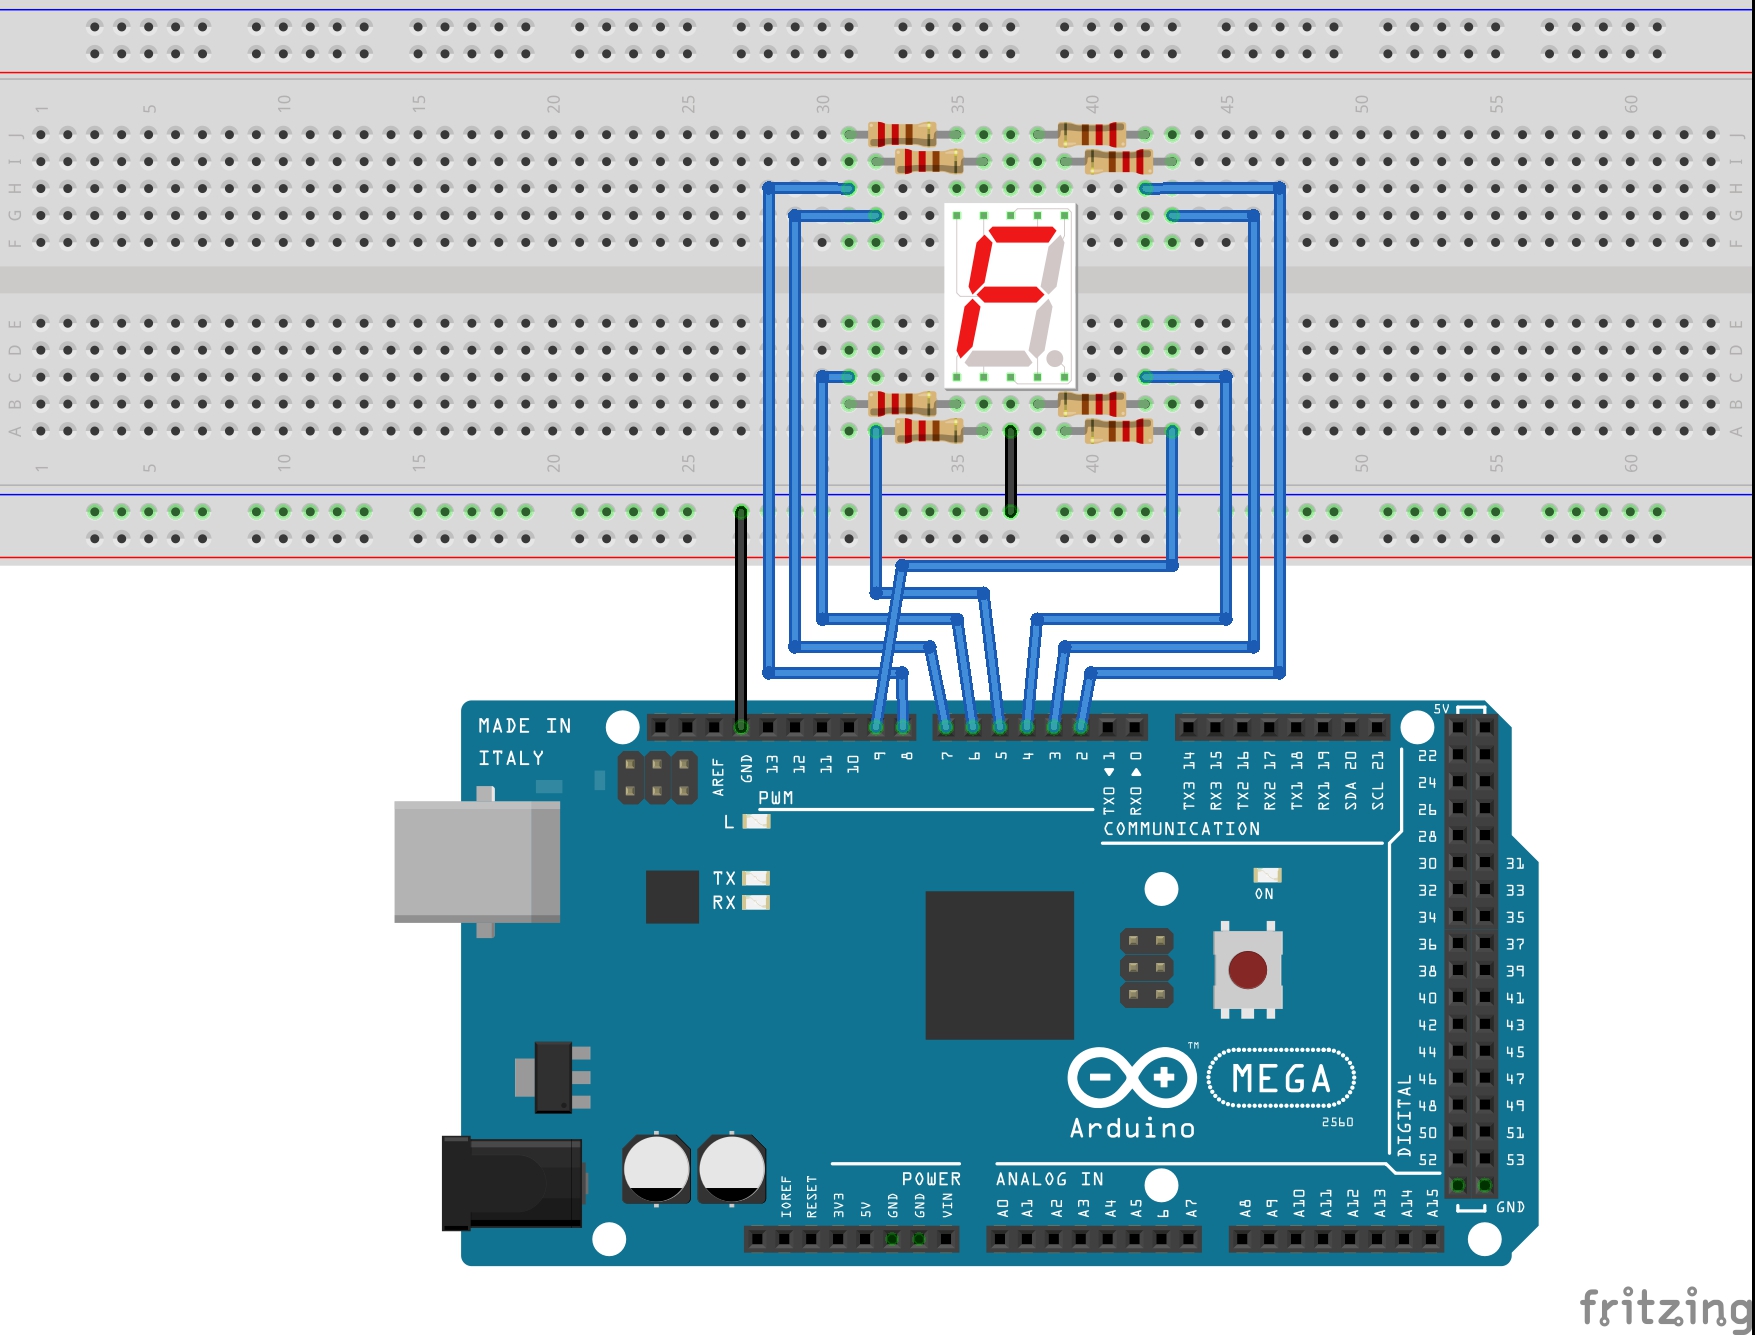 1 5 10 15 20 25 30 35 40 45 50 55 60
J J
I I
H H
G G
F F
E E
D D
C C
B B
A A
1 5 10 15 20 25 35 40 50 55 60
MADE IN
ITALY
AREF GND 13 12 11 10 9 8 7 6 5 4 3 2 1 0
TX0 RX0
TX3 14 RX3 15 TX2 16 RX2 17 TX1 18 RX1 19 SDA 20 SCL 21
PWM
L
COMMUNICATION
TX
RX
ON
5V
22
24
26
28
30 31
32 33
34 35
36 37
38 39
40 41
42 43
44 45
46 47
48 49
50 51
52 53
GND
DIGITAL
TM
MEGA
Arduino
2560
POWER
ANALOG IN
IOREF RESET 3V3 5V GND GND VIN
A0 A1 A2 A3 A4 A5 6 A7 A8 A9 A10 A11 A12 A13 A14 A15
fritzing